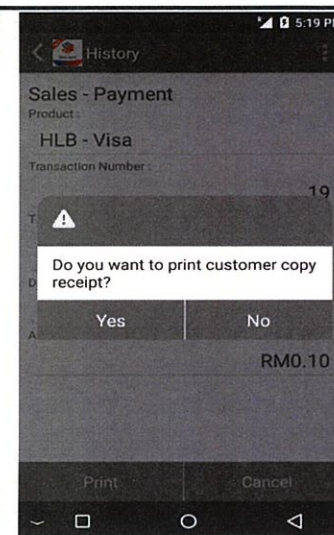 5:19 P
History
Sales - Payment
Product :
HLB - Visa
Transaction Number :
19
T
Do you want to print customer copy
receipt?
D
Yes
No
A
RM0.10
Print
Cancel